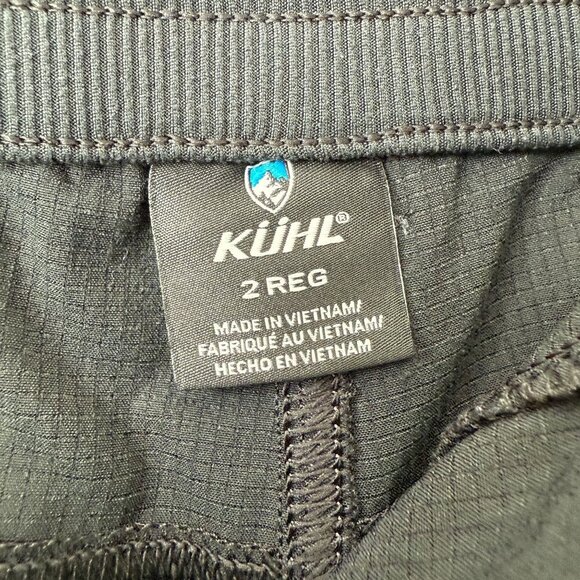 KÜHL®
2 REG
MADE IN VIETNAM/
FABRIQUÉ AU VIETNAM/
HECHO EN VIETNAM